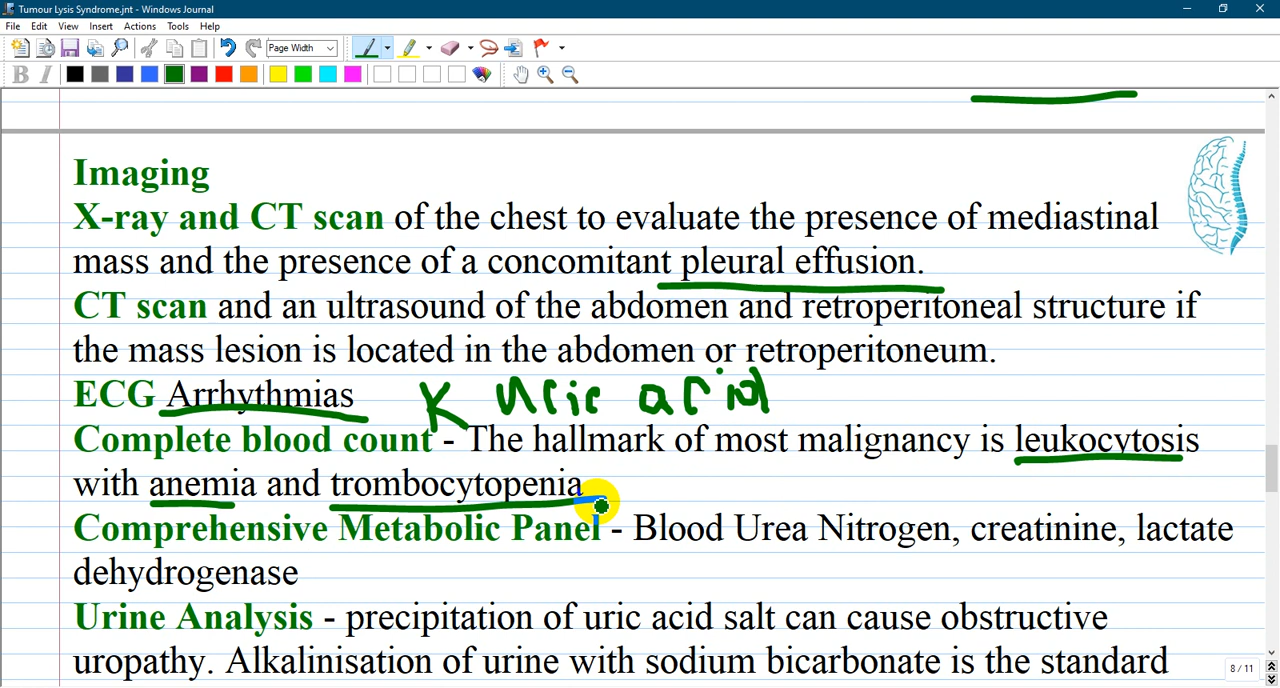 Tumour Lysis Syndrome.jnt - Windows Journal
File Edit View Insert Actions Tools Help
Page Width
B I
Imaging
X-ray and CT scan of the chest to evaluate the presence of mediastinal
mass and the presence of a concomitant pleural effusion.
CT scan and an ultrasound of the abdomen and retroperitoneal structure if
the mass lesion is located in the abdomen or retroperitoneum.
ECG Arrhythmias K uric acid
Complete blood count - The hallmark of most malignancy is leukocytosis
with anemia and trombocytopenia
Comprehensive Metabolic Panel - Blood Urea Nitrogen, creatinine, lactate
dehydrogenase
Urine Analysis - precipitation of uric acid salt can cause obstructive
uropathy. Alkalinisation of urine with sodium bicarbonate is the standard
8 / 11